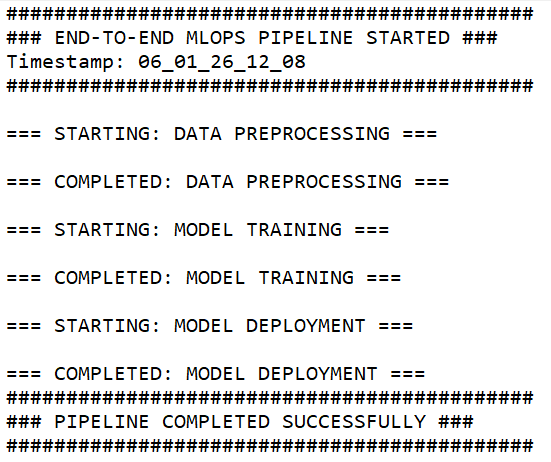 ############################################
### END-TO-END MLOPS PIPELINE STARTED ###
Timestamp: 06_01_26_12_08
############################################
=== STARTING: DATA PREPROCESSING ===
=== COMPLETED: DATA PREPROCESSING ===
=== STARTING: MODEL TRAINING ===
=== COMPLETED: MODEL TRAINING ===
=== STARTING: MODEL DEPLOYMENT ===
=== COMPLETED: MODEL DEPLOYMENT ===
############################################
### PIPELINE COMPLETED SUCCESSFULLY ###
############################################